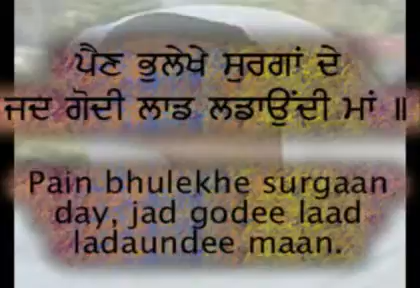 ਪੈਣ ਭੁਲੇਖੇ ਸੁਰਗਾਂ ਦੇ
ਜਦ ਗੋਦੀ ਲਾਡ ਲਡਾਉਂਦੀ ਮਾਂ ॥
Pain bhulekhe surgaan
day, jad godee laad
ladaundee maan.